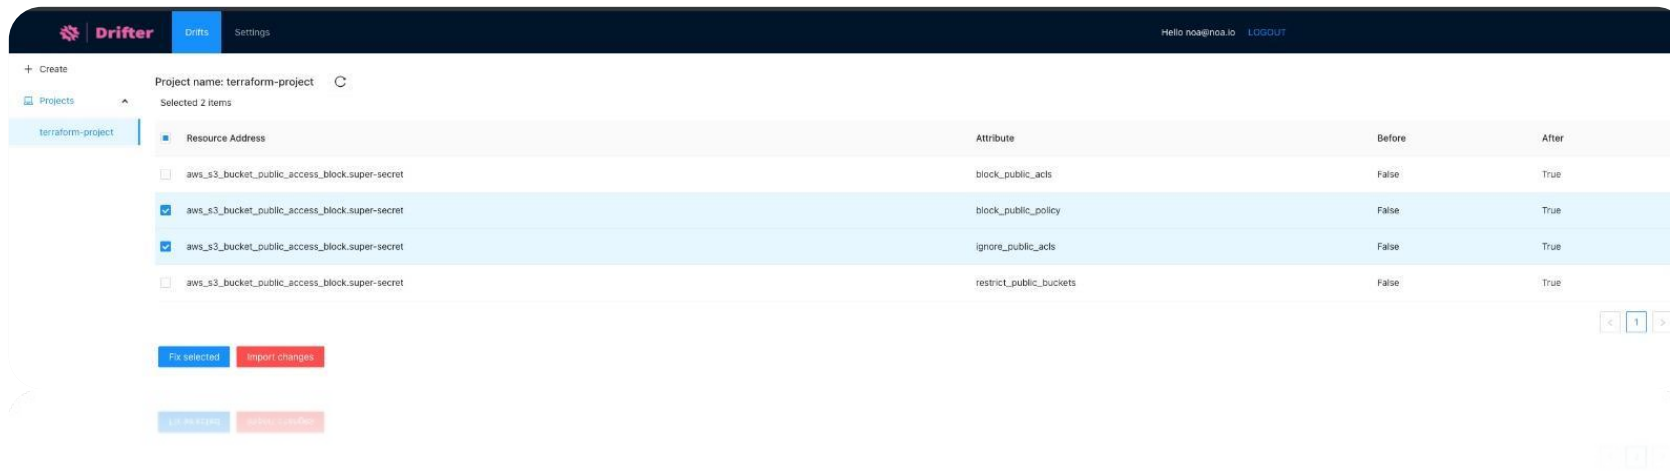 Drifter Drifts Settings Hello noa@noa.io LOGOUT
+ Create
Projects
terraform-project
Project name: terraform-project
Selected 2 items
Resource Address Attribute Before After
aws_s3_bucket_public_access_block.super-secret block_public_acls False True
aws_s3_bucket_public_access_block.super-secret block_public_policy False True
aws_s3_bucket_public_access_block.super-secret ignore_public_acls False True
aws_s3_bucket_public_access_block.super-secret restrict_public_buckets False True
< 1 >
Fix selected Import changes